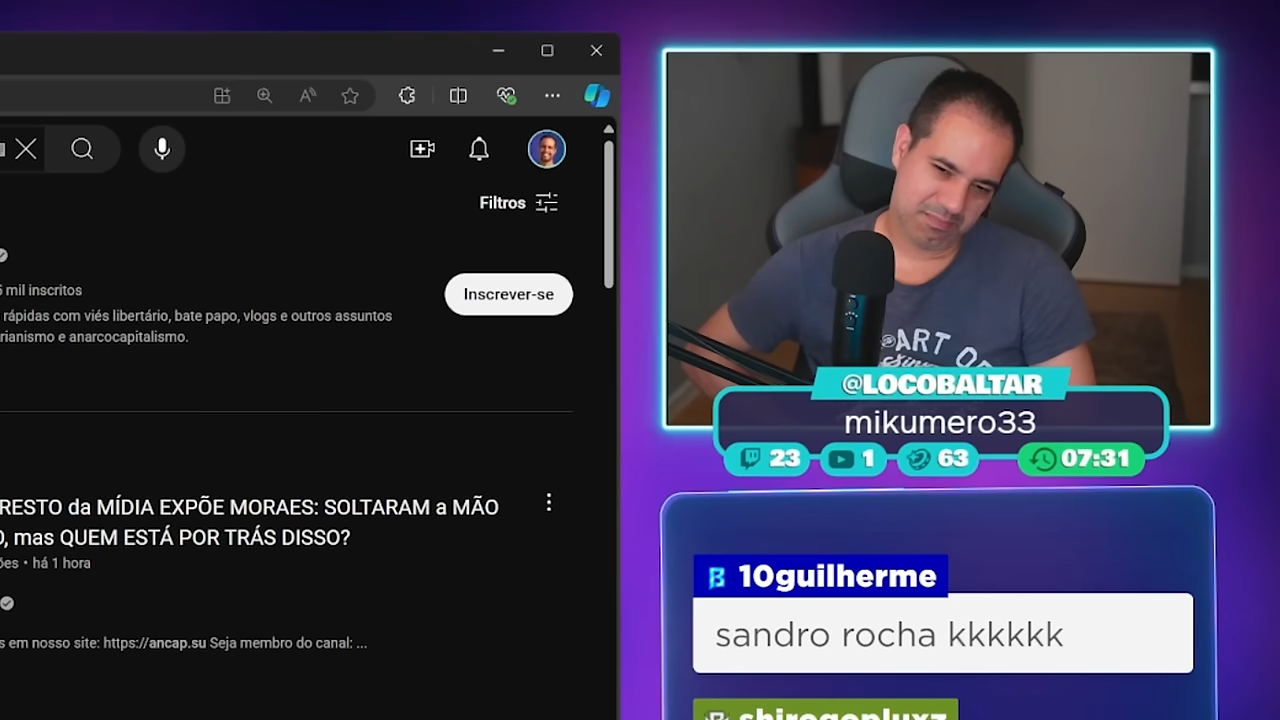 Filtros
mil inscritos
Inscrever-se
rápidas com viés libertário, bate papo, vlogs e outros assuntos
rianismo e anarcocapitalismo.
RESTO da MÍDIA EXPÕE MORAES: SOLTARAM a MÃO
O, mas QUEM ESTÁ POR TRÁS DISSO?
ões • há 1 hora
s em nosso site: https://ancap.su Seja membro do canal: ...
ART OF
@LOCOBALTAR
mikumero33
23 1 63 07:31
10guilherme
sandro rocha kkkkkk